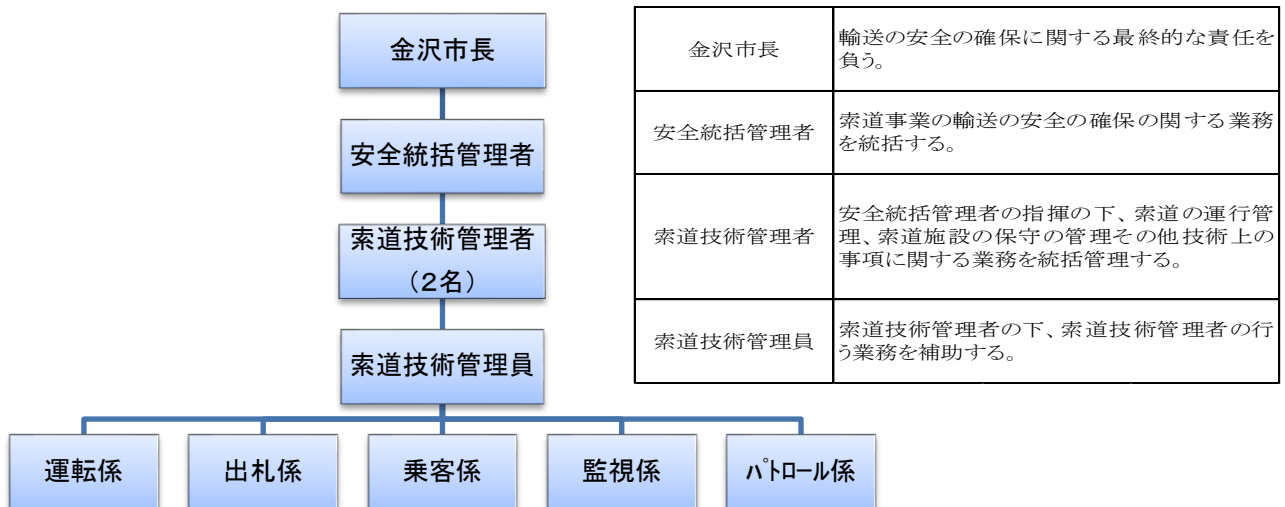 金沢市長
安全統括管理者
索道技術管理者
（2名）
索道技術管理員
運転係
出札係
乗客係
監視係
ﾊﾟﾄﾛｰﾙ係
金沢市長
輸送の安全の確保に関する最終的な責任を
負う。
安全統括管理者
索道事業の輸送の安全の確保の関する業務
を統括する。
索道技術管理者
安全統括管理者の指揮の下、索道の運行管
理、索道施設の保守の管理その他技術上の
事項に関する業務を統括管理する。
索道技術管理員
索道技術管理者の下、索道技術管理者の行
う業務を補助する。